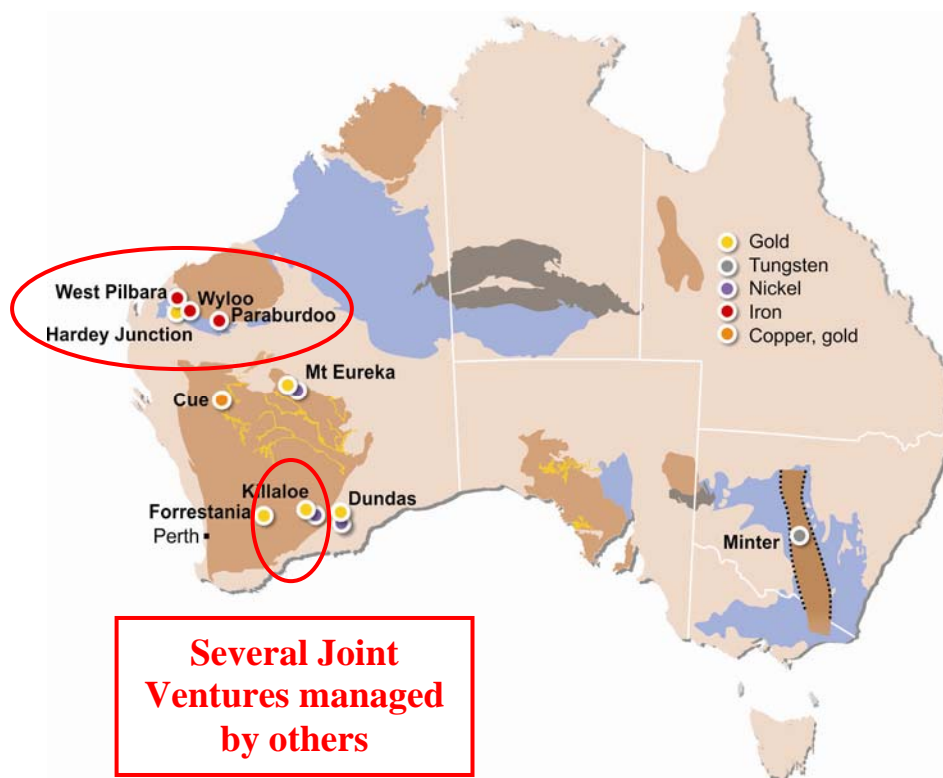 West Pilbara
Wyloo
Paraburdoo
Hardey Junction
Gold
Tungsten
Nickel
Iron
Copper, gold
Mt Eureka
Cue
Killaloe
Dundas
Forrestania
Perth
Minter
Several Joint
Ventures managed
by others